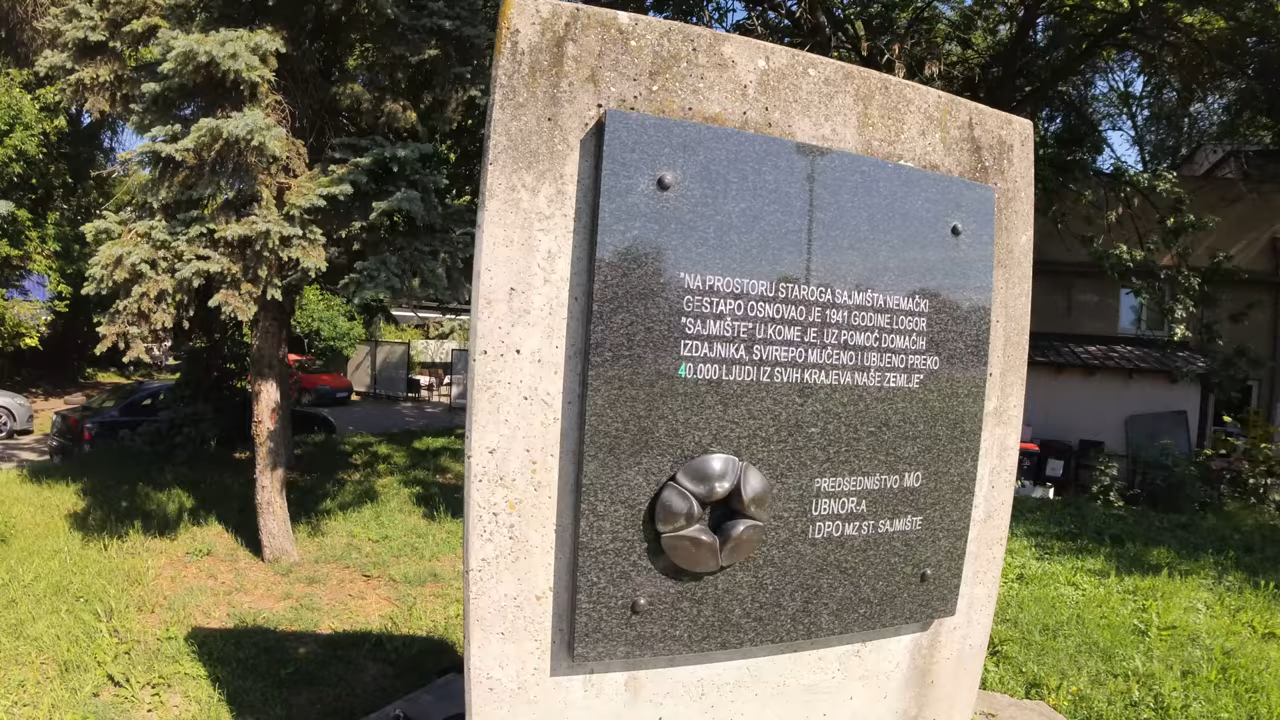 "NA PROSTORU STAROGA SAJMIŠTA NEMAČKI
GESTAPO OSNOVAO JE 1941 GODINE LOGOR
"SAJMIŠTE" U KOME JE, UZ POMOĆ DOMAĆIH
IZDAJNIKA, SVIREPO MUČENO I UBIJENO PREKO
40.000 LJUDI IZ SVIH KRAJEVA NAŠE ZEMLJE"
PREDSEDNIŠTVO MO
UBNOR-A
I DPO MZ ST. SAJMIŠTE